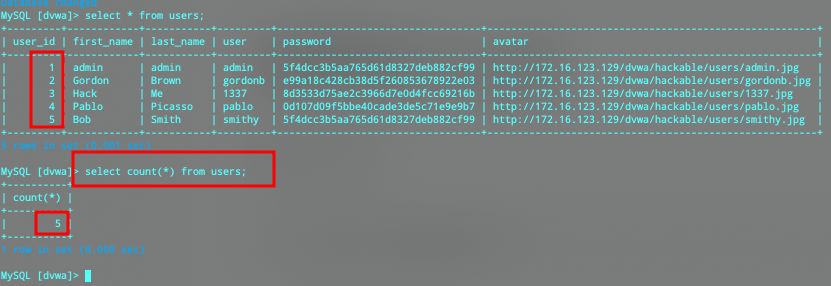 Database changed
MySQL [dvwa]> select * from users;
+---------+------------+-----------+---------+----------------------------------+--------------------------------------------------+
| user_id | first_name | last_name | user | password | avatar |
+---------+------------+-----------+---------+----------------------------------+--------------------------------------------------+
| 1 | admin | admin | admin | 5f4dcc3b5aa765d61d8327deb882cf99 | http://172.16.123.129/dvwa/hackable/users/admin.jpg |
| 2 | Gordon | Brown | gordonb | e99a18c428cb38d5f260853678922e03 | http://172.16.123.129/dvwa/hackable/users/gordonb.jpg |
| 3 | Hack | Me | 1337 | 8d3533d75ae2c3966d7e0d4fcc69216b | http://172.16.123.129/dvwa/hackable/users/1337.jpg |
| 4 | Pablo | Picasso | pablo | 0d107d09f5bbe40cade3de5c71e9e9b7 | http://172.16.123.129/dvwa/hackable/users/pablo.jpg |
| 5 | Bob | Smith | smithy | 5f4dcc3b5aa765d61d8327deb882cf99 | http://172.16.123.129/dvwa/hackable/users/smithy.jpg |
+---------+------------+-----------+---------+----------------------------------+--------------------------------------------------+
5 rows in set (0.001 sec)
MySQL [dvwa]> select count(*) from users;
+----------+
| count(*) |
+----------+
| 5 |
+----------+
1 row in set (0.000 sec)
MySQL [dvwa]>